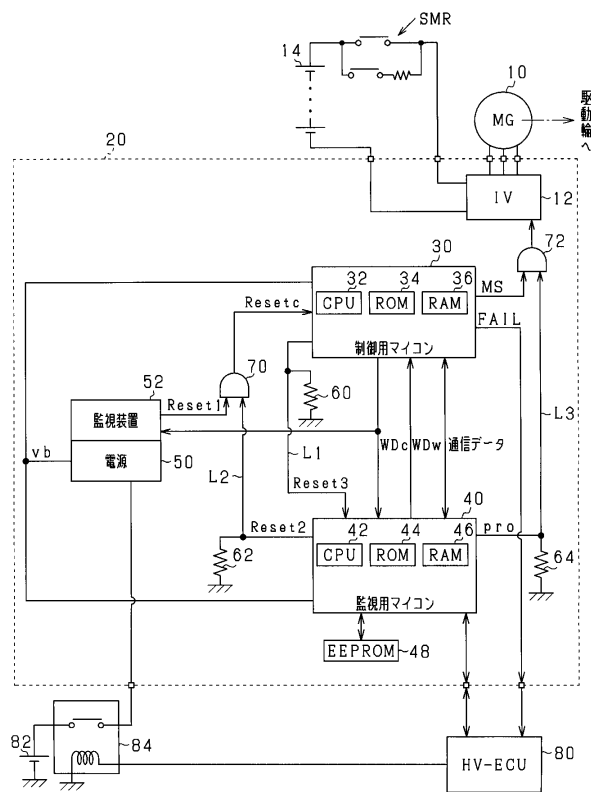 SMR
14
10
MG
駆動輪へ
20
IV
12
72
30
32
34
36
CPU
ROM
RAM
MS
FAIL
制御用マイコン
Resetc
70
52
監視装置
Reset1
60
vb
電源
50
L2
L1
WDc
WDw
通信データ
L3
Reset3
40
Reset2
42
44
46
pro
CPU
ROM
RAM
62
64
監視用マイコン
EEPROM
48
82
84
HV-ECU
80